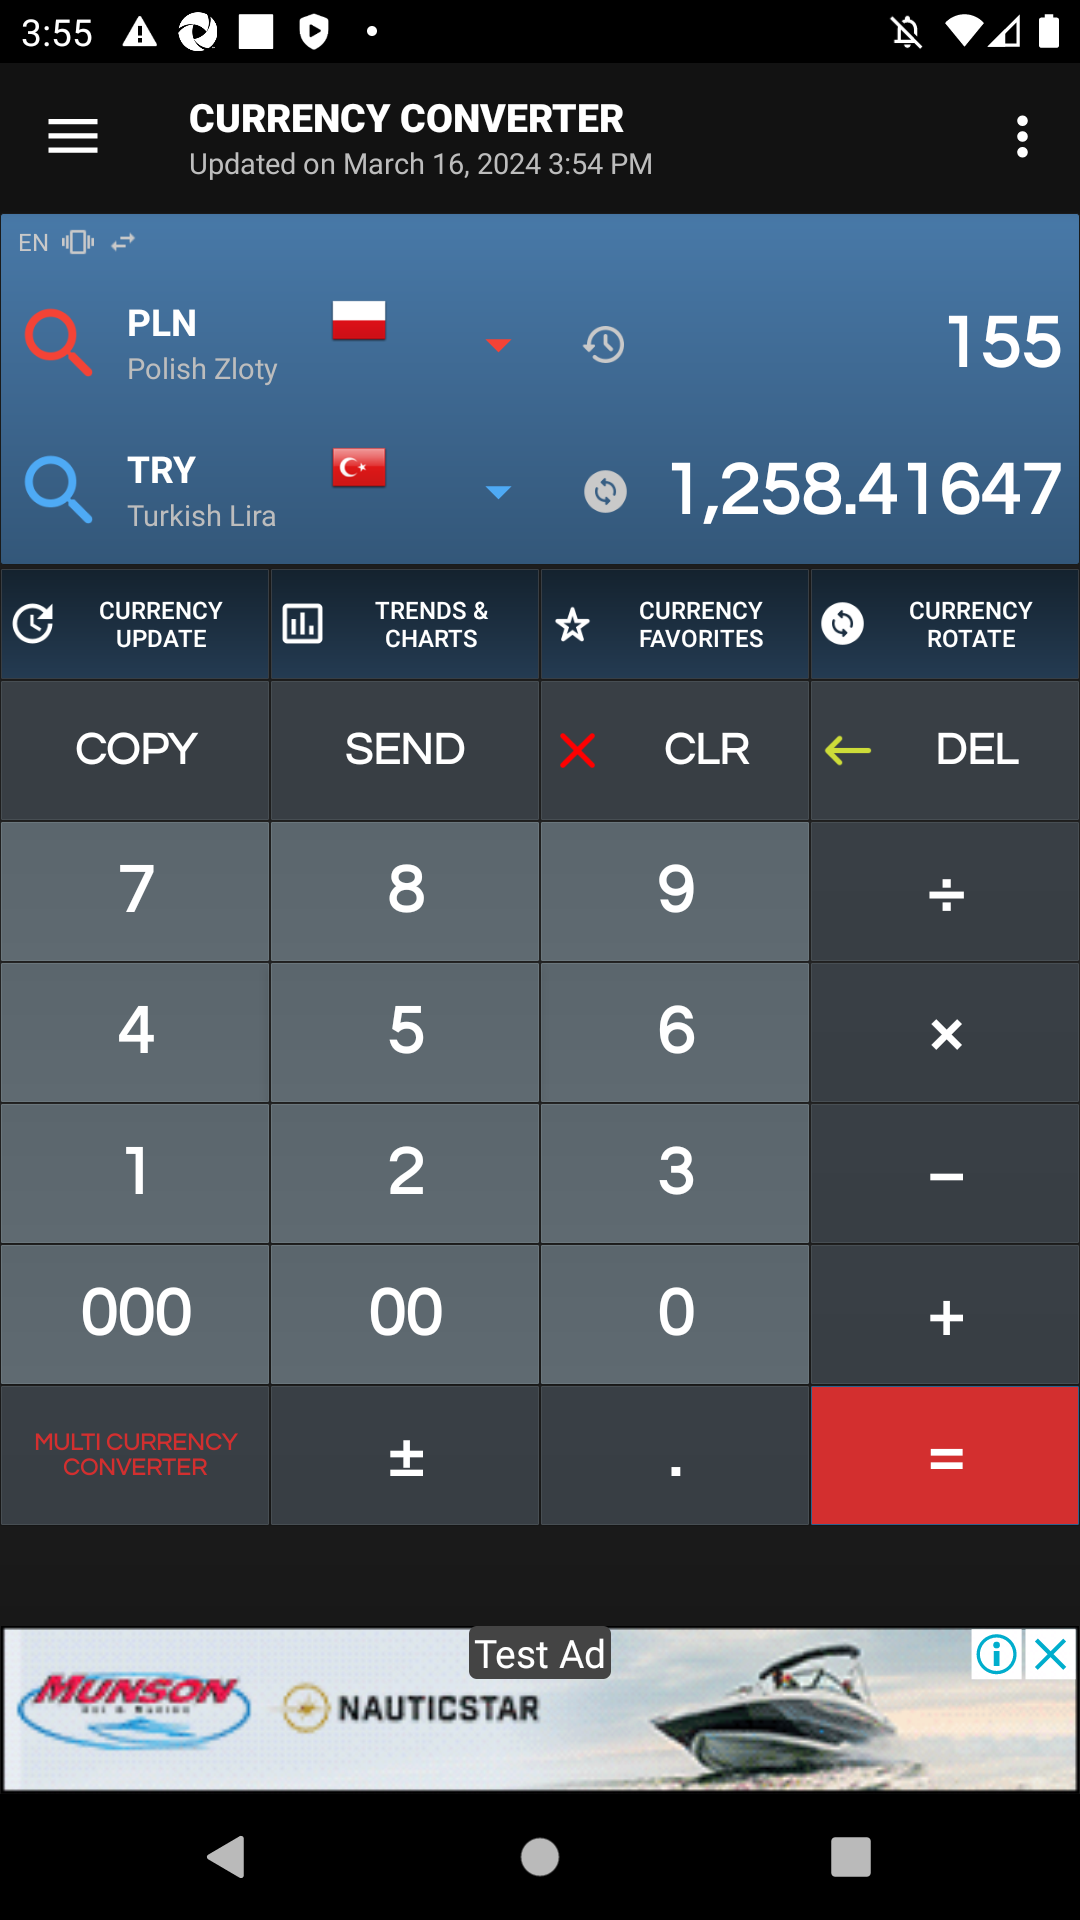 3:55
CURRENCY CONVERTER
Updated on March 16, 2024 3:54 PM
EN
PLN
Polish Zloty
155
TRY
Turkish Lira
1,258.41647
CURRENCY UPDATE
TRENDS & CHARTS
CURRENCY FAVORITES
CURRENCY ROTATE
COPY
SEND
CLR
DEL
7
8
9
÷
4
5
6
×
1
2
3
−
000
00
0
+
MULTI CURRENCY CONVERTER
±
.
=
Test Ad
MUNSON
NAUTICSTAR